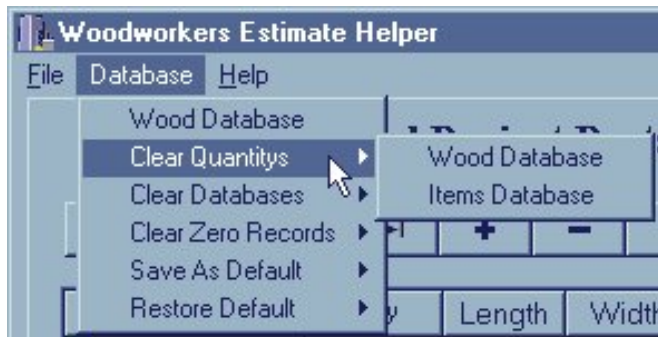 Woodworkers Estimate Helper
File Database Help
Wood Database
Clear Quantitys
Clear Databases
Clear Zero Records
Save As Default
Restore Default
Wood Database
Items Database
+ −
Length Width